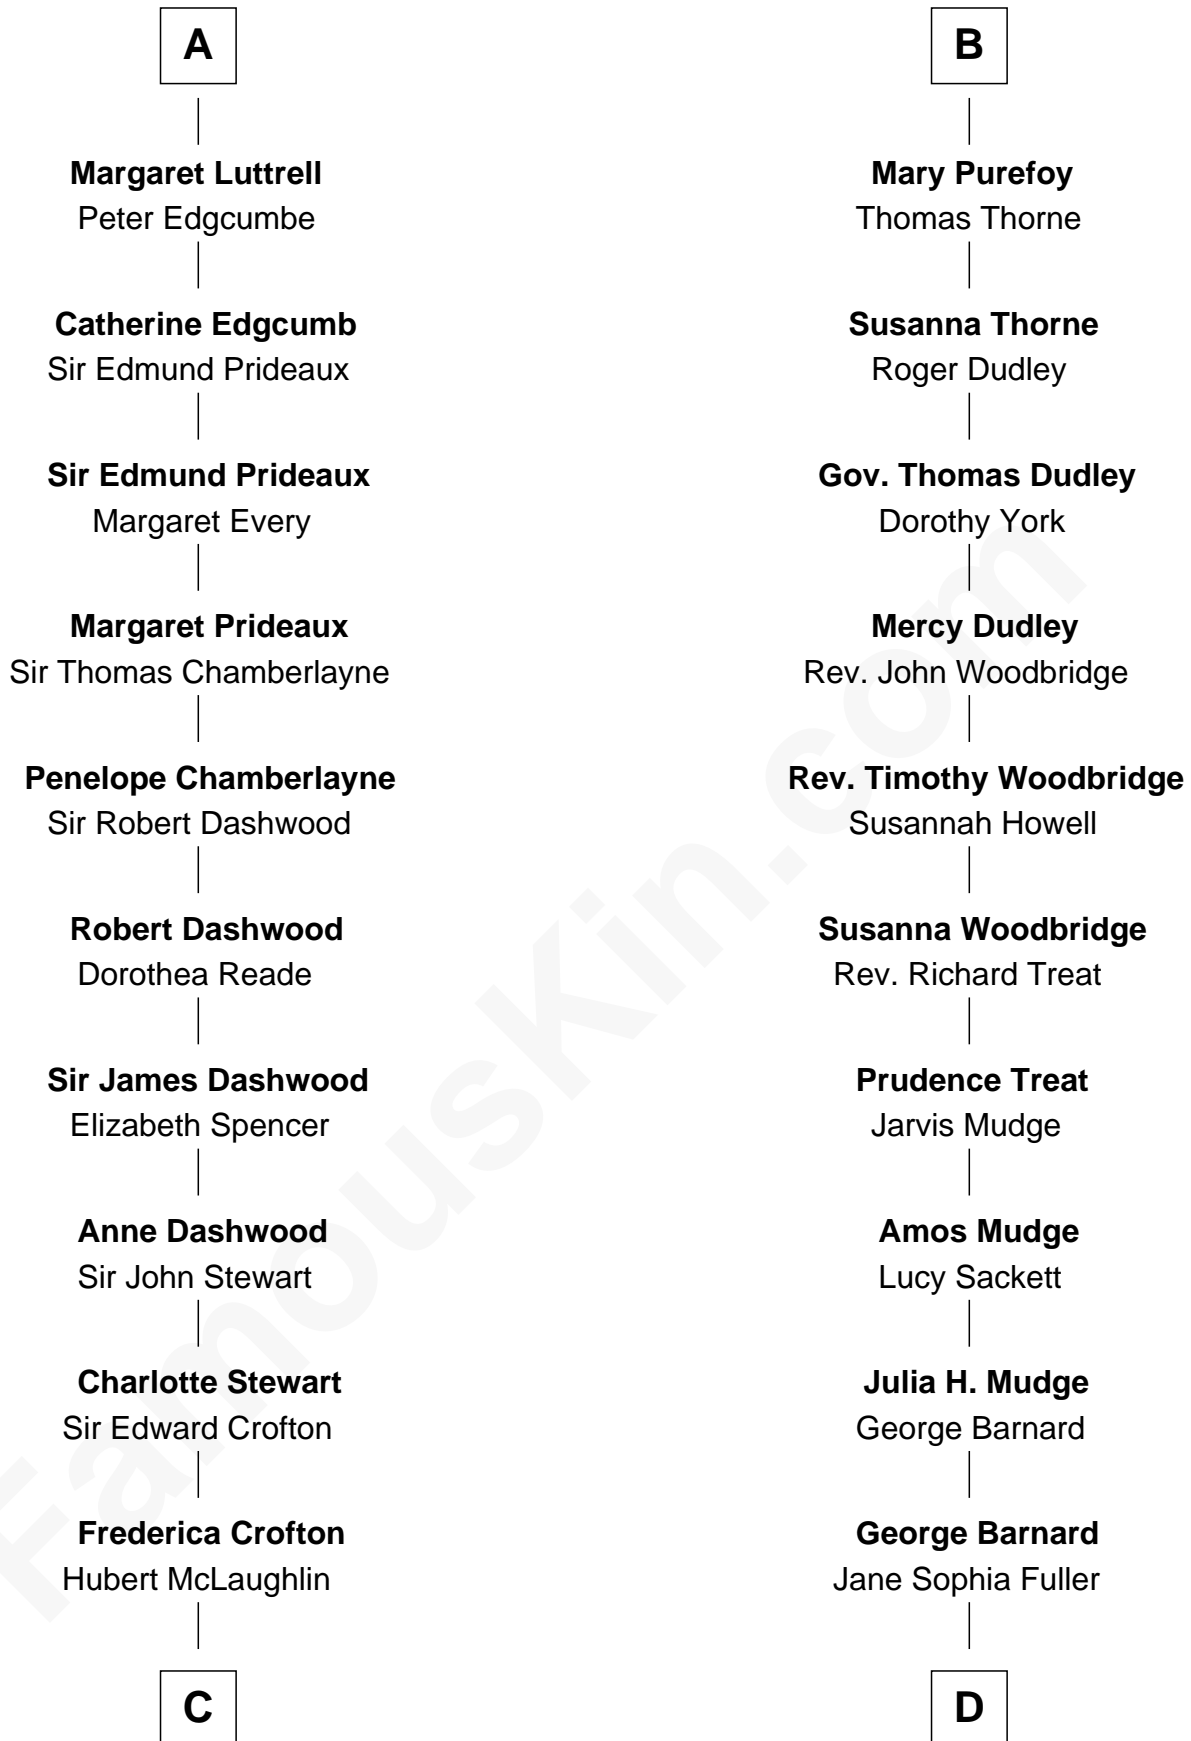 A
Margaret Luttrell
Peter Edgcumbe
Catherine Edgcumb
Sir Edmund Prideaux
Sir Edmund Prideaux
Margaret Every
Margaret Prideaux
Sir Thomas Chamberlayne
Penelope Chamberlayne
Sir Robert Dashwood
Robert Dashwood
Dorothea Reade
Sir James Dashwood
Elizabeth Spencer
Anne Dashwood
Sir John Stewart
Charlotte Stewart
Sir Edward Crofton
Frederica Crofton
Hubert McLaughlin
C
B
Mary Purefoy
Thomas Thorne
Susanna Thorne
Roger Dudley
Gov. Thomas Dudley
Dorothy York
Mercy Dudley
Rev. John Woodbridge
Rev. Timothy Woodbridge
Susannah Howell
Susanna Woodbridge
Rev. Richard Treat
Prudence Treat
Jarvis Mudge
Amos Mudge
Lucy Sackett
Julia H. Mudge
George Barnard
George Barnard
Jane Sophia Fuller
D
FamousKin.com